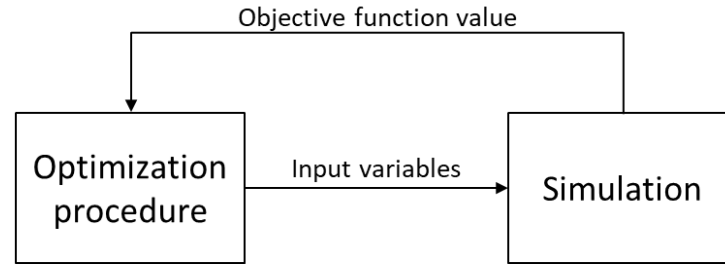 Objective function value
Optimization
procedure
Input variables
Simulation